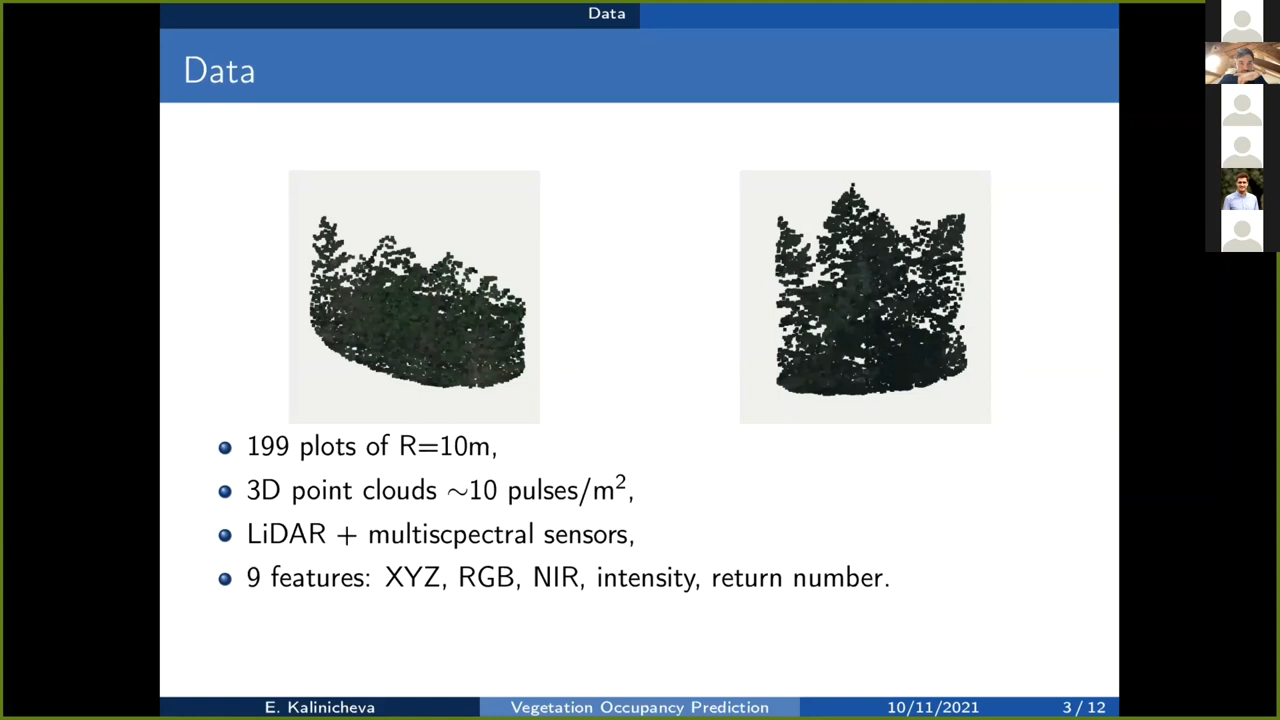 Data
Data
199 plots of R=10m,
3D point clouds ∼10 pulses/m²,
LiDAR + multiscpectral sensors,
9 features: XYZ, RGB, NIR, intensity, return number.
E. Kalinicheva Vegetation Occupancy Prediction 10/11/2021 3 / 12